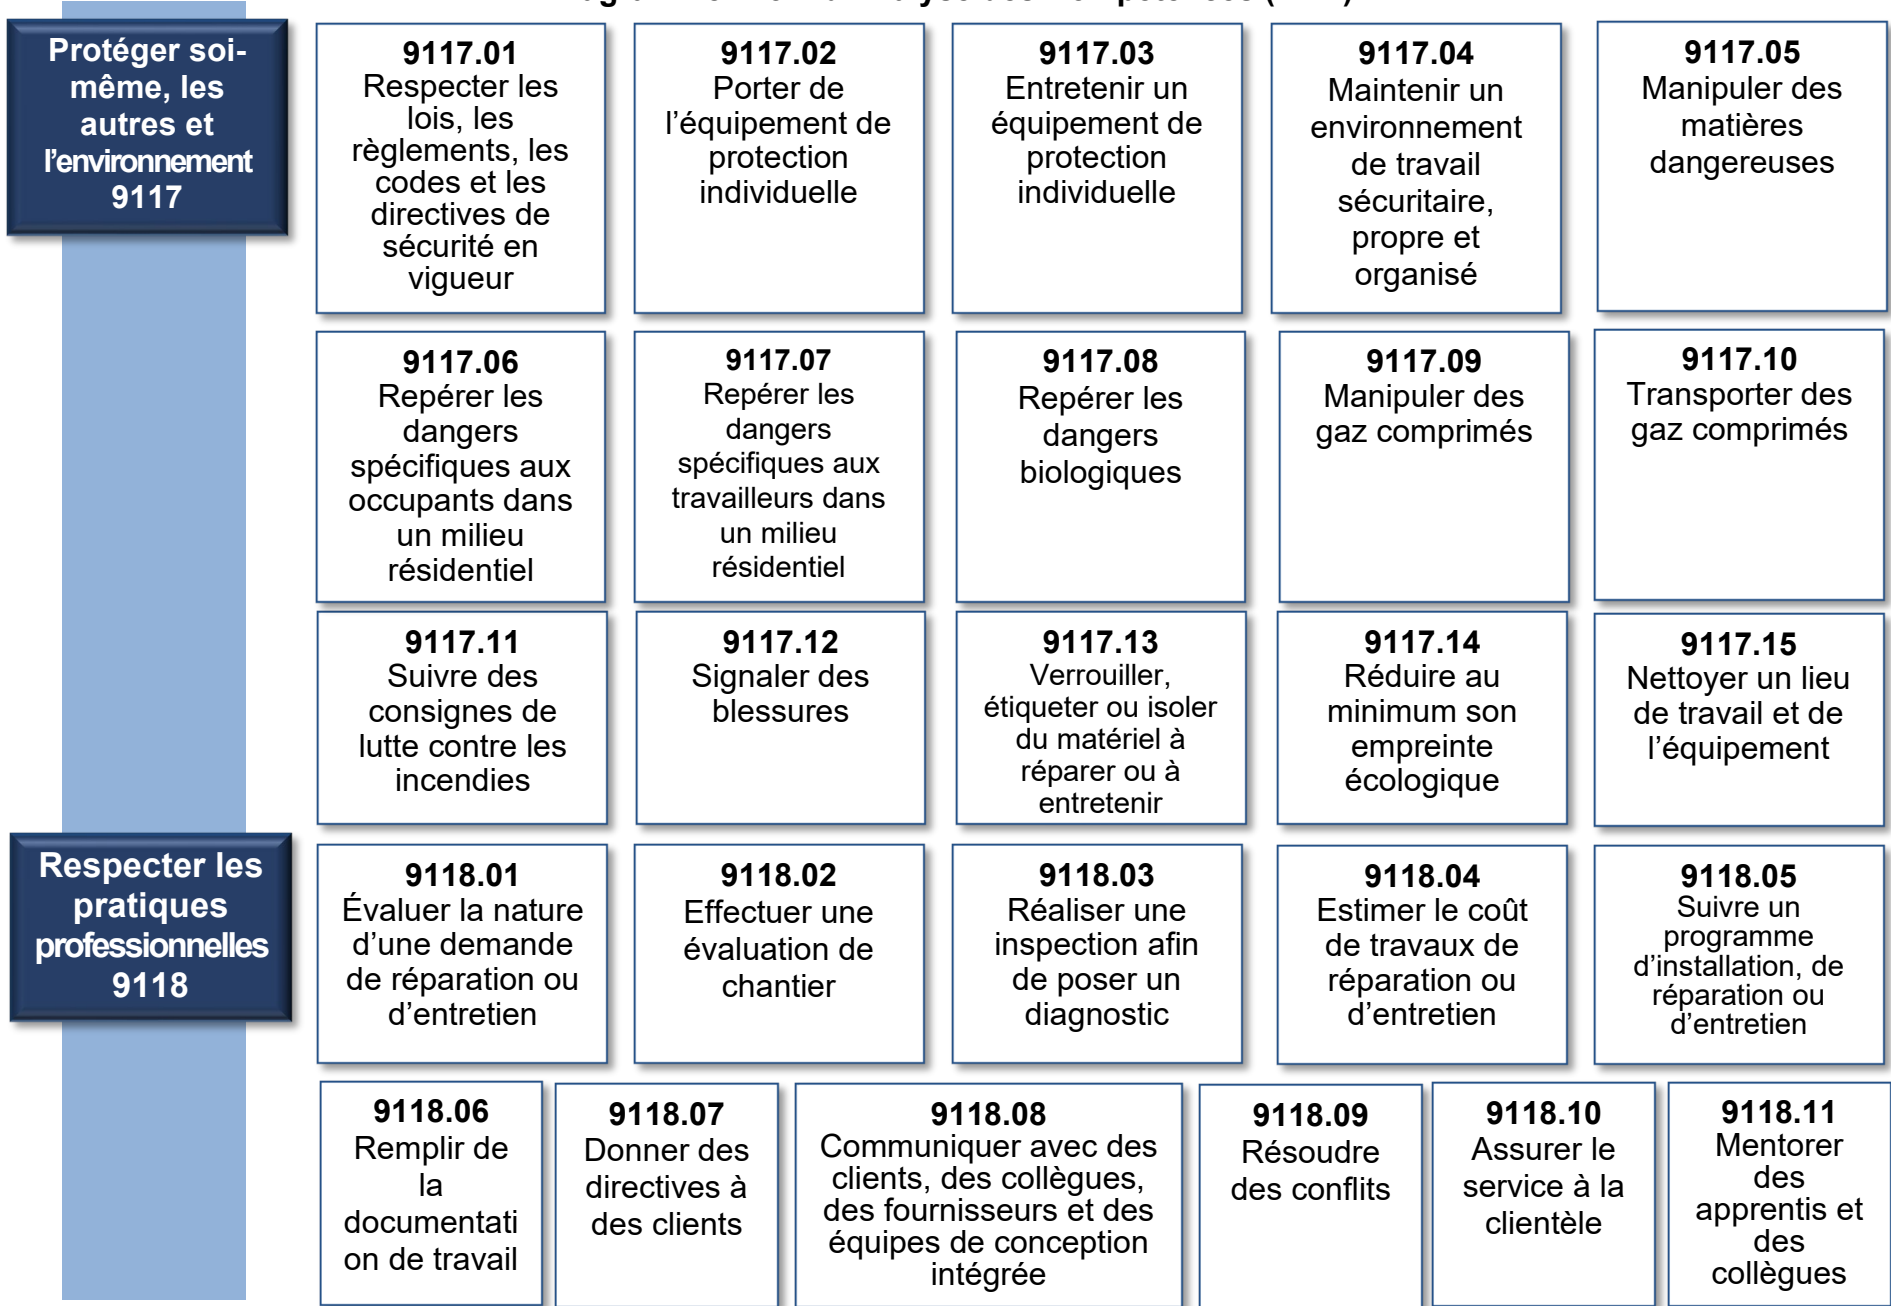 Protéger soi-
même, les
autres et
l’environnement
9117
9117.01
Respecter les
lois, les
règlements, les
codes et les
directives de
sécurité en
vigueur
9117.02
Porter de
l’équipement de
protection
individuelle
9117.03
Entretenir un
équipement de
protection
individuelle
9117.04
Maintenir un
environnement
de travail
sécuritaire,
propre et
organisé
9117.05
Manipuler des
matières
dangereuses
9117.06
Repérer les
dangers
spécifiques aux
occupants dans
un milieu
résidentiel
9117.07
Repérer les
dangers
spécifiques aux
travailleurs dans
un milieu
résidentiel
9117.08
Repérer les
dangers
biologiques
9117.09
Manipuler des
gaz comprimés
9117.10
Transporter des
gaz comprimés
9117.11
Suivre des
consignes de
lutte contre les
incendies
9117.12
Signaler des
blessures
9117.13
Verrouiller,
étiqueter ou isoler
du matériel à
réparer ou à
entretenir
9117.14
Réduire au
minimum son
empreinte
écologique
9117.15
Nettoyer un lieu
de travail et de
l’équipement
Respecter les
pratiques
professionnelles
9118
9118.01
Évaluer la nature
d’une demande
de réparation ou
d’entretien
9118.02
Effectuer une
évaluation de
chantier
9118.03
Réaliser une
inspection afin
de poser un
diagnostic
9118.04
Estimer le coût
de travaux de
réparation ou
d’entretien
9118.05
Suivre un
programme
d’installation, de
réparation ou
d’entretien
9118.06
Remplir de
la
documentati
on de travail
9118.07
Donner des
directives à
des clients
9118.08
Communiquer avec des
clients, des collègues,
des fournisseurs et des
équipes de conception
intégrée
9118.09
Résoudre
des conflits
9118.10
Assurer le
service à la
clientèle
9118.11
Mentorer
des
apprentis et
des
collègues